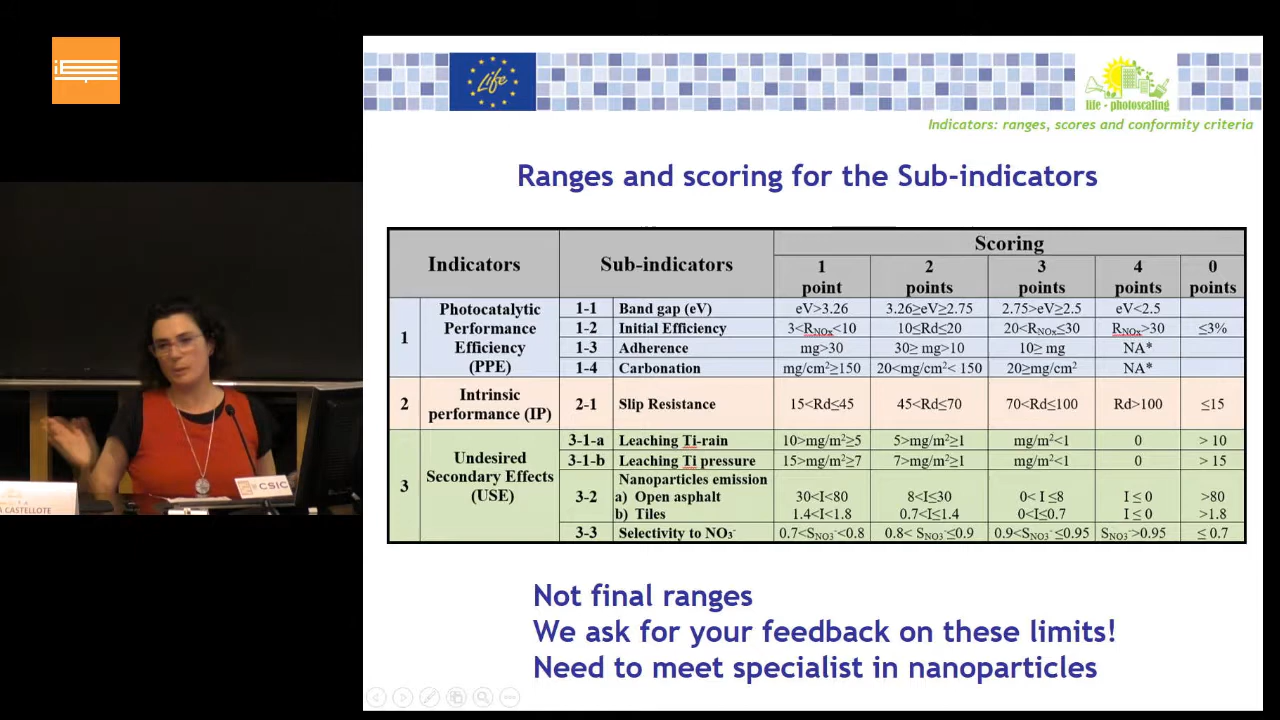 Life
life - photoscaling
Indicators: ranges, scores and conformity criteria
Ranges and scoring for the Sub-indicators
Indicators Sub-indicators Scoring
1 point 2 points 3 points 4 points 0 points
1 Photocatalytic Performance Efficiency (PPE)
1-1 Band gap (eV) eV>3.26 3.26≥eV≥2.75 2.75>eV≥2.5 eV<2.5
1-2 Initial Efficiency 3<RNOx<10 10≤Rd≤20 20<RNOx≤30 RNOx>30 ≤3%
1-3 Adherence mg>30 30≥ mg>10 10≥ mg NA*
1-4 Carbonation mg/cm²≥150 20<mg/cm²< 150 20≥mg/cm² NA*
2 Intrinsic performance (IP)
2-1 Slip Resistance 15<Rd≤45 45<Rd≤70 70<Rd≤100 Rd>100 ≤15
3 Undesired Secondary Effects (USE)
3-1-a Leaching Ti-rain 10>mg/m²≥5 5>mg/m²≥1 mg/m²<1 0 > 10
3-1-b Leaching Ti pressure 15>mg/m²≥7 7>mg/m²≥1 mg/m²<1 0 > 15
3-2 Nanoparticles emission
a) Open asphalt 30<I<80 8<I≤30 0< I ≤8 I ≤ 0 >80
b) Tiles 1.4<I<1.8 0.7<I≤1.4 0<I≤0.7 I ≤ 0 >1.8
3-3 Selectivity to NO₃⁻ 0.7<SNO₃⁻<0.8 0.8< SNO₃⁻≤0.9 0.9<SNO₃⁻≤0.95 SNO₃⁻>0.95 ≤ 0.7
Not final ranges
We ask for your feedback on these limits!
Need to meet specialist in nanoparticles
CSIC
A CASTELLOTE